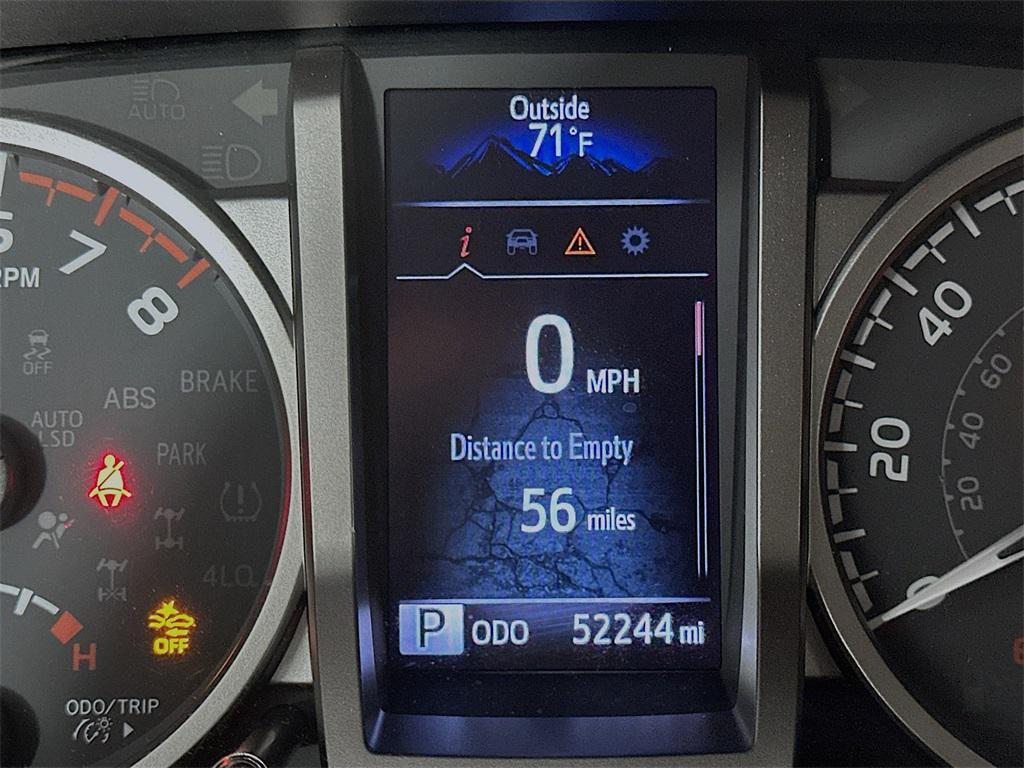 AUTO
Outside
71°F
7
8
RPM
i
OFF
ABS
BRAKE
AUTO
LSD
PARK
4LO
OFF
H
ODO/TRIP
0 MPH
Distance to Empty
56 miles
P ODO 52244 mi
40
20
0
60
40
20